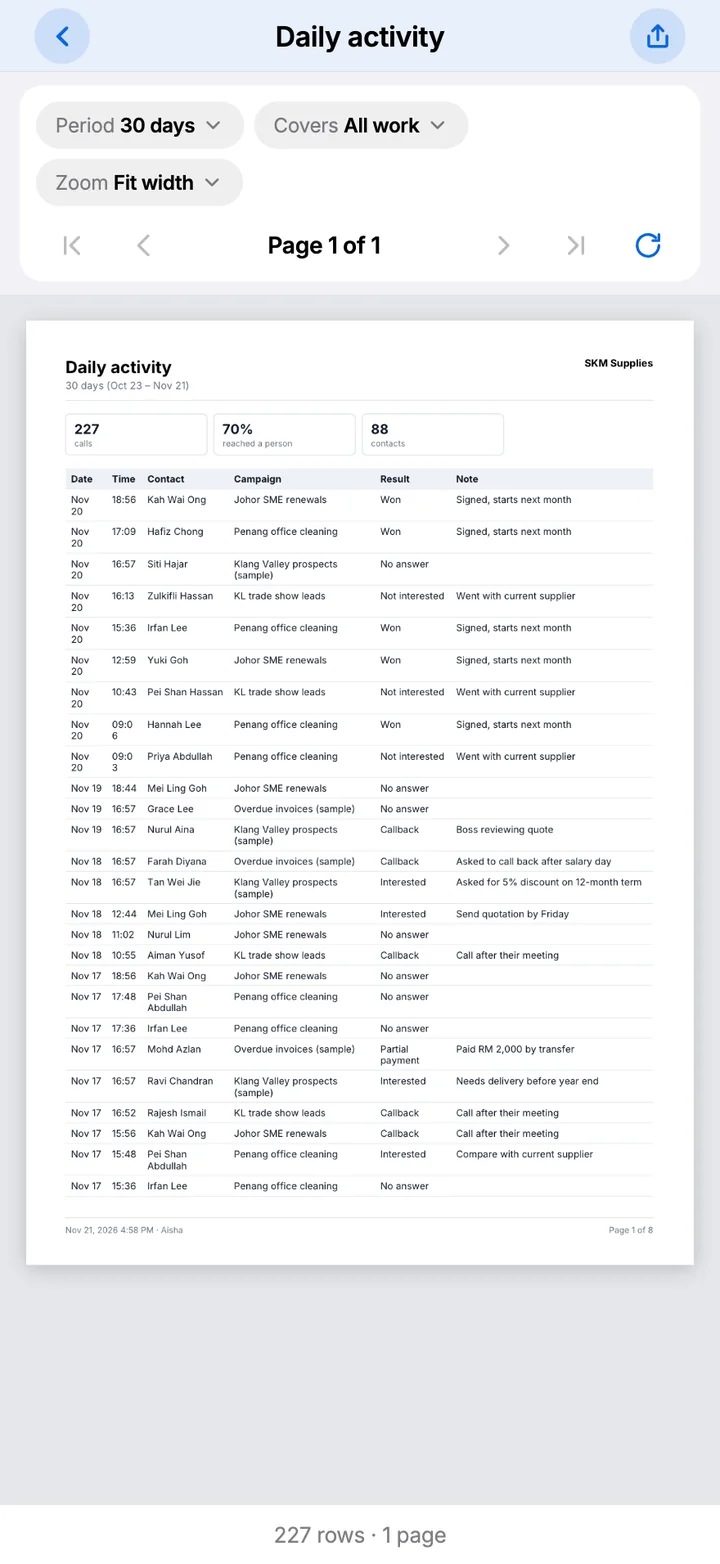 Daily activity
Period 30 days
Covers All work
Zoom Fit width
Page 1 of 1
Daily activity
SKM Supplies
30 days (Oct 23 – Nov 21)
227
calls
70%
reached a person
88
contacts
Date Time Contact Campaign Result Note
Nov 20 18:56 Kah Wai Ong Johor SME renewals Won Signed, starts next month
Nov 20 17:09 Hafiz Chong Penang office cleaning Won Signed, starts next month
Nov 20 16:57 Siti Hajar Klang Valley prospects (sample) No answer
Nov 20 16:13 Zulkifli Hassan KL trade show leads Not interested Went with current supplier
Nov 20 15:36 Irfan Lee Penang office cleaning Won Signed, starts next month
Nov 20 12:59 Yuki Goh Johor SME renewals Won Signed, starts next month
Nov 20 10:43 Pei Shan Hassan KL trade show leads Not interested Went with current supplier
Nov 20 09:06 Hannah Lee Penang office cleaning Won Signed, starts next month
Nov 20 09:03 Priya Abdullah Penang office cleaning Not interested Went with current supplier
Nov 19 18:44 Mei Ling Goh Johor SME renewals No answer
Nov 19 16:57 Grace Lee Overdue invoices (sample) No answer
Nov 19 16:57 Nurul Aina Klang Valley prospects (sample) Callback Boss reviewing quote
Nov 18 16:57 Farah Diyana Overdue invoices (sample) Callback Asked to call back after salary day
Nov 18 16:57 Tan Wei Jie Klang Valley prospects (sample) Interested Asked for 5% discount on 12-month term
Nov 18 12:44 Mei Ling Goh Johor SME renewals Interested Send quotation by Friday
Nov 18 11:02 Nurul Lim Johor SME renewals No answer
Nov 18 10:55 Aiman Yusof KL trade show leads Callback Call after their meeting
Nov 17 18:56 Kah Wai Ong Johor SME renewals No answer
Nov 17 17:48 Pei Shan Abdullah Penang office cleaning No answer
Nov 17 17:36 Irfan Lee Penang office cleaning No answer
Nov 17 16:57 Mohd Azlan Overdue invoices (sample) Partial payment Paid RM 2,000 by transfer
Nov 17 16:57 Ravi Chandran Klang Valley prospects (sample) Interested Needs delivery before year end
Nov 17 16:52 Rajesh Ismail KL trade show leads Callback Call after their meeting
Nov 17 15:56 Kah Wai Ong Johor SME renewals Callback Call after their meeting
Nov 17 15:48 Pei Shan Abdullah Penang office cleaning Interested Compare with current supplier
Nov 17 15:36 Irfan Lee Penang office cleaning No answer
Nov 21, 2026 4:58 PM · Aisha
Page 1 of 8
227 rows · 1 page